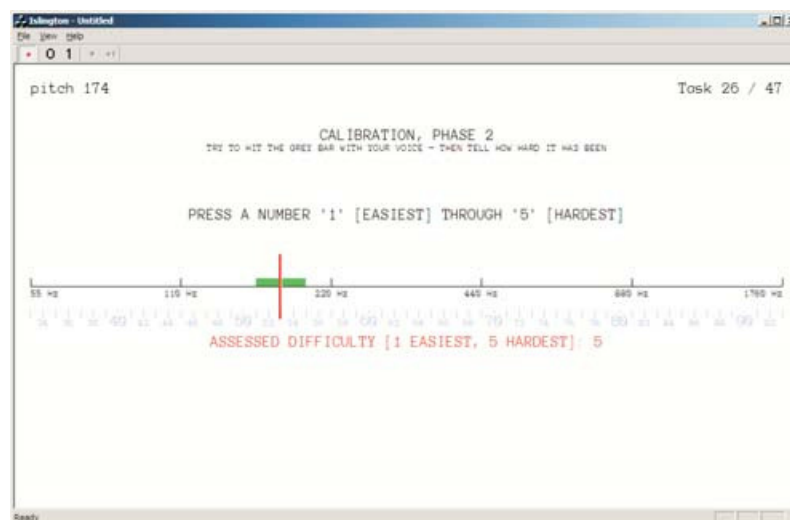 Islington - Untitled
File View Help
0 1
pitch 174
Task 26 / 47
CALIBRATION, PHASE 2
TRY TO HIT THE GREY BAR WITH YOUR VOICE - THEN TELL HOW HARD IT HAS BEEN
PRESS A NUMBER '1' [EASIEST] THROUGH '5' [HARDEST]
55 Hz 110 Hz 220 Hz 440 Hz 880 Hz 1760 Hz
ASSESSED DIFFICULTY [1 EASIEST, 5 HARDEST]: 5
Ready